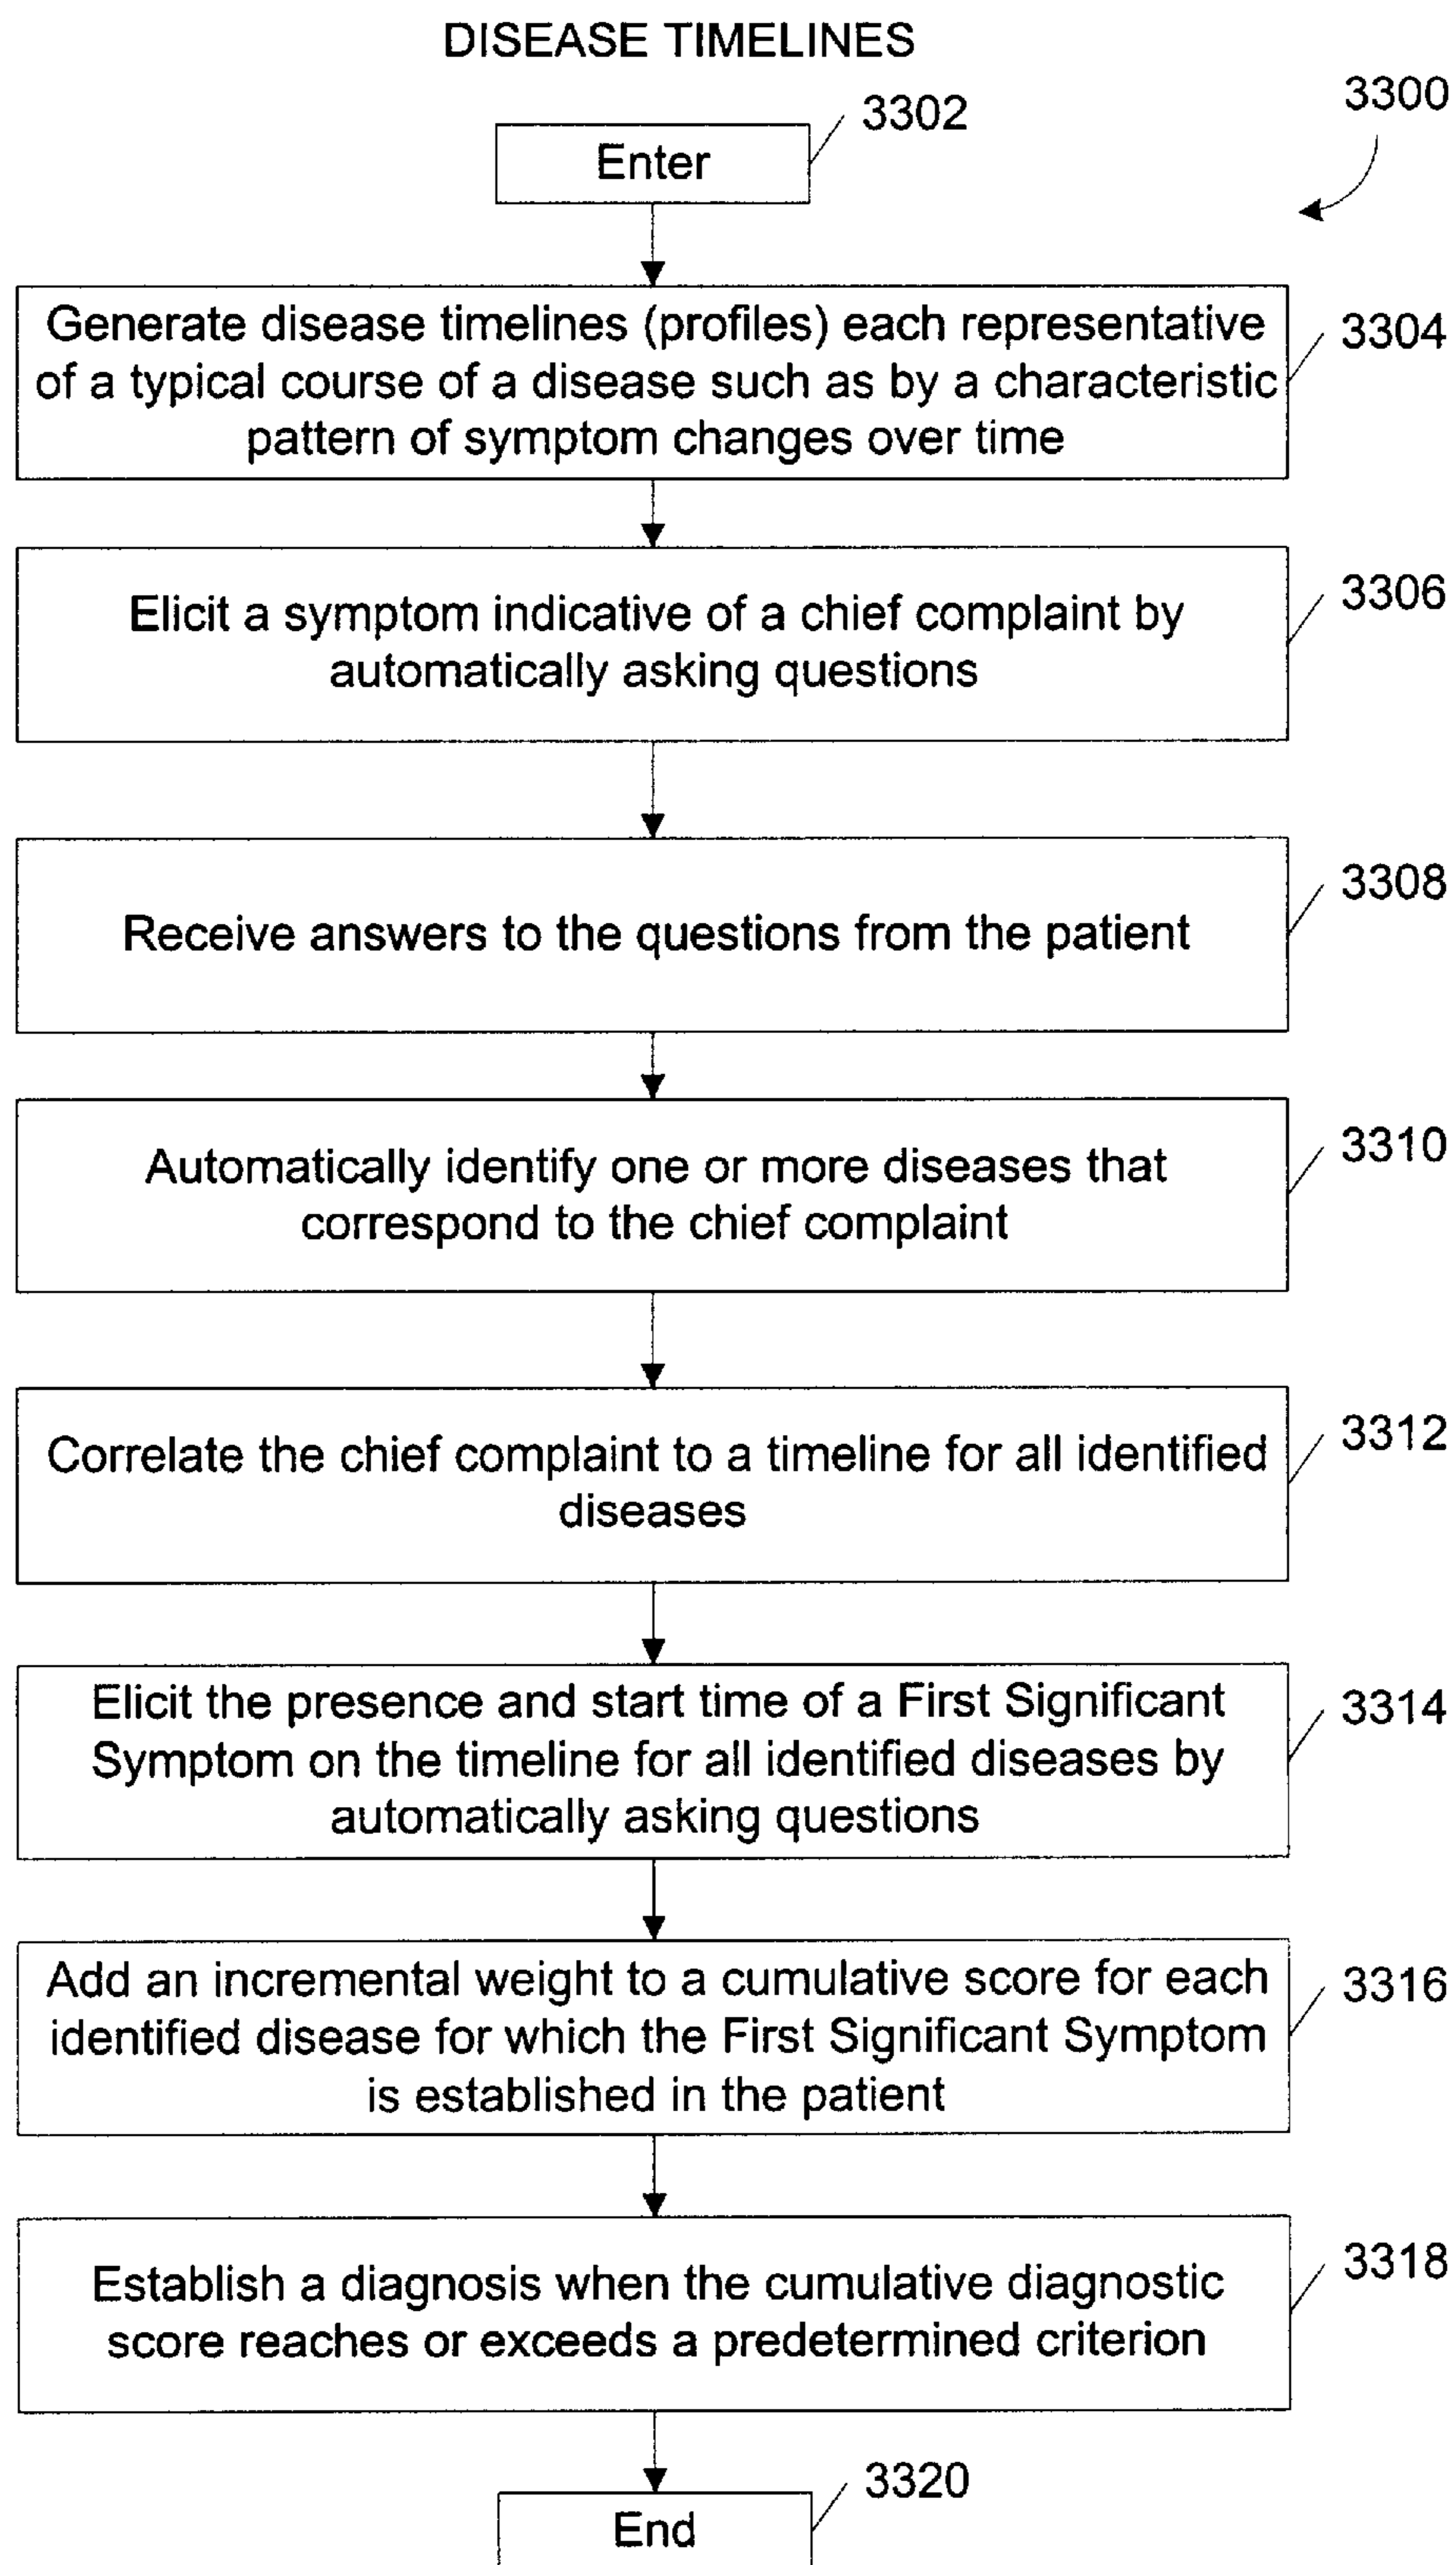 DISEASE TIMELINES
3300
3302
Enter
Generate disease timelines (profiles) each representative
of a typical course of a disease such as by a characteristic
pattern of symptom changes over time
3304
Elicit a symptom indicative of a chief complaint by
automatically asking questions
3306
Receive answers to the questions from the patient
3308
Automatically identify one or more diseases that
correspond to the chief complaint
3310
Correlate the chief complaint to a timeline for all identified
diseases
3312
Elicit the presence and start time of a First Significant
Symptom on the timeline for all identified diseases by
automatically asking questions
3314
Add an incremental weight to a cumulative score for each
identified disease for which the First Significant Symptom
is established in the patient
3316
Establish a diagnosis when the cumulative diagnostic
score reaches or exceeds a predetermined criterion
3318
3320
End